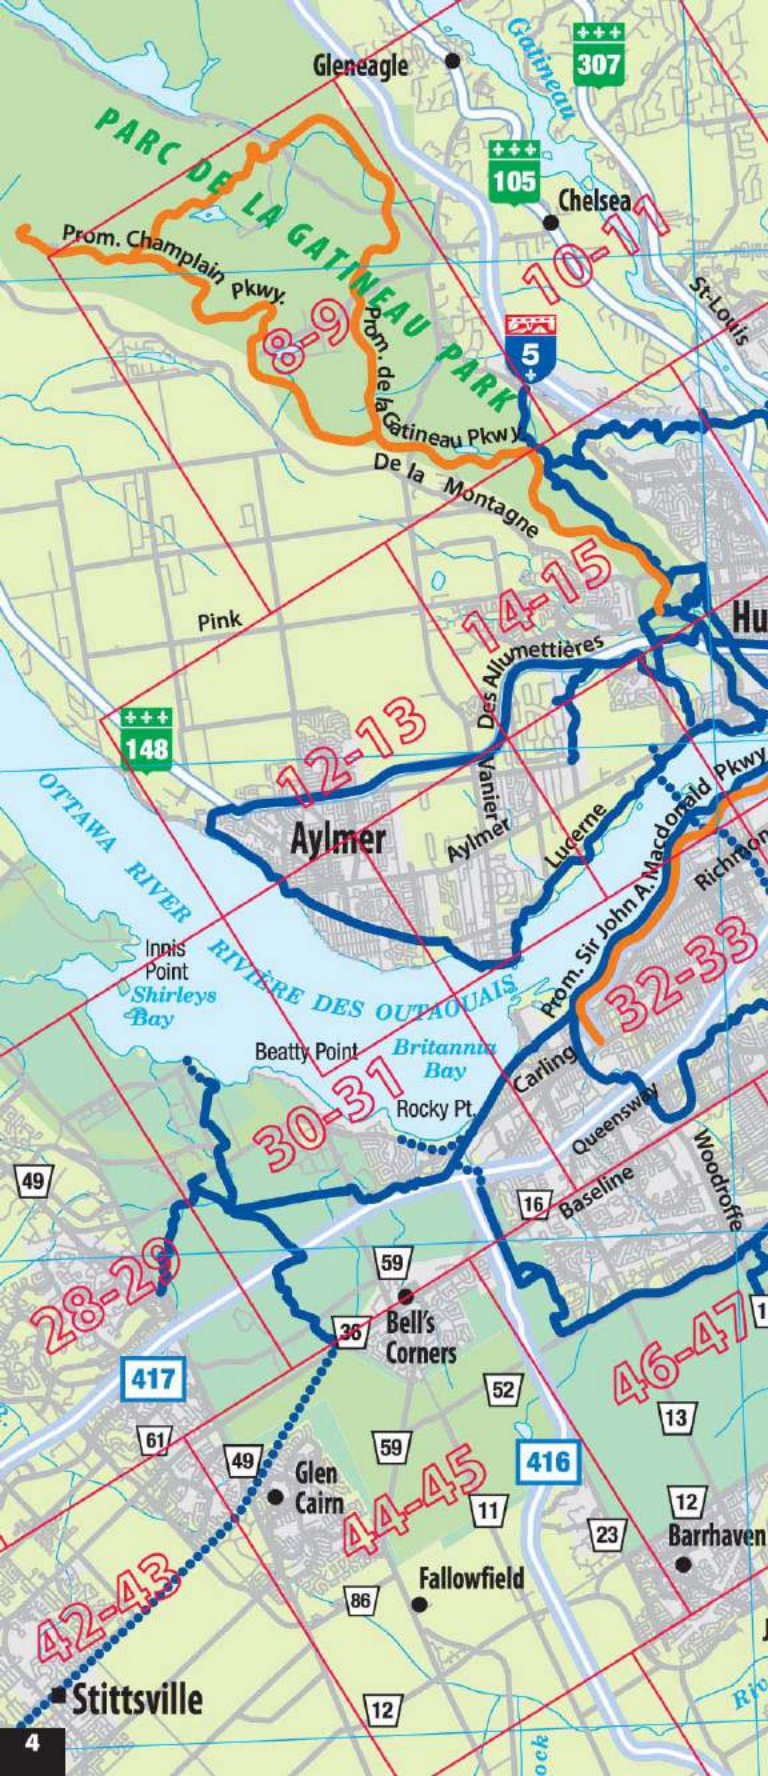 Gleneagle
Gatineau
307
105
PARC DE LA GATINEAU PARK
Chelsea
10-11
Prom. Champlain Pkwy.
St-Louis
8-9
5
Prom. de la Gatineau Pkwy.
De la Montagne
14-15
Pink
Hu
Des Allumettières
148
12-13
OTTAWA RIVER
Vanier
Aylmer
Aylmer
Lucerne
Prom. Sir John A. Macdonald Pkwy
Richmon
32-33
Innis
Point
Shirleys
Bay
RIVIÈRE DES OUTAOUAIS
Beatty Point
Britannia
Bay
Carling
30-31
Rocky Pt.
Queensway
Woodroffe
49
16
Baseline
59
28-29
36
Bell's
Corners
1
46-47
417
52
13
61
49
59
416
Glen
Cairn
44-45
11
12
23
Barrhaven
Fallowfield
86
42-43
Stittsville
12
Riv
4
ock